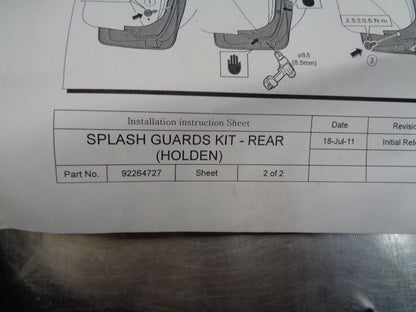 2.5±0.5 N·m
ø8.5
(8.5mm)
3
Installation instruction Sheet
Date
SPLASH GUARDS KIT - REAR
(HOLDEN)
18-Jul-11
Initial
Part No.
92264727
Sheet
2 of 2